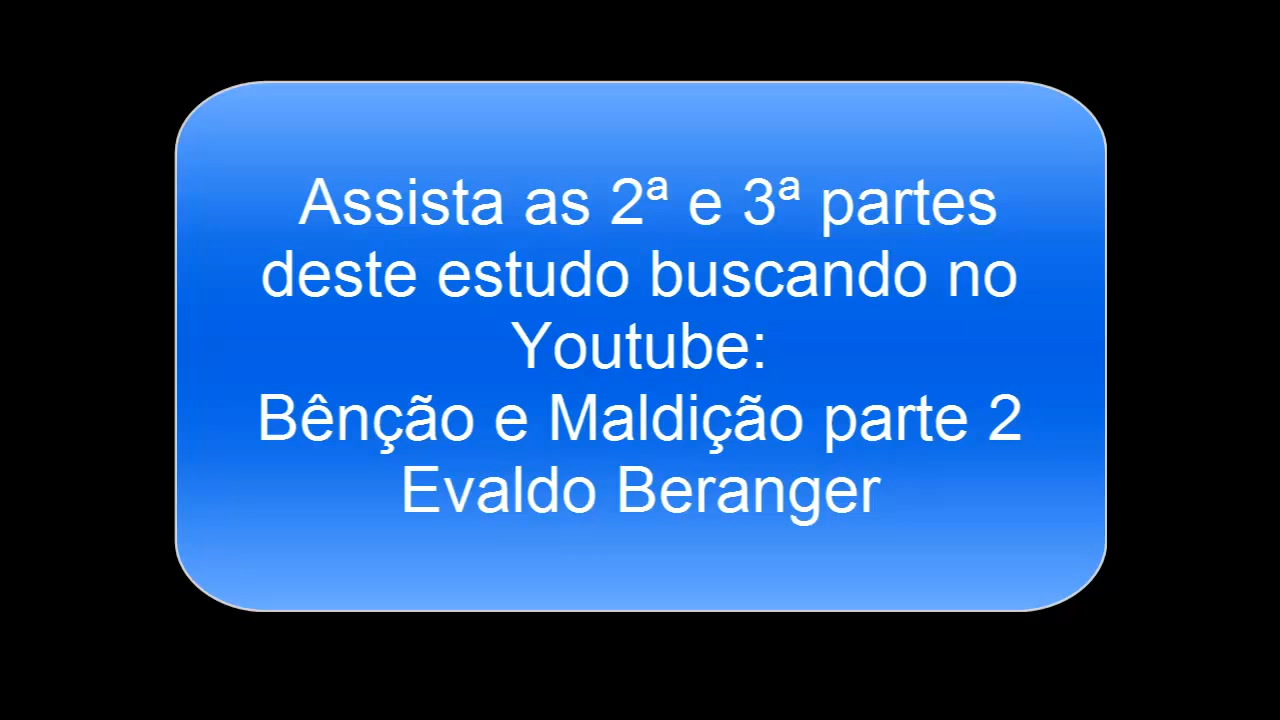 Assista as 2ª e 3ª partes
deste estudo buscando no
Youtube:
Bênção e Maldição parte 2
Evaldo Beranger